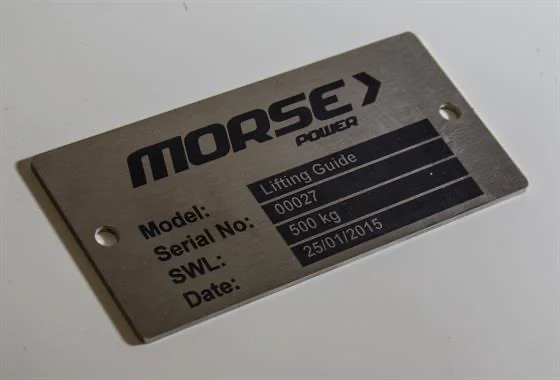 MORSE
POWER
Model: Lifting Guide
Serial No: 00027
SWL: 500 kg
Date: 25/01/2015